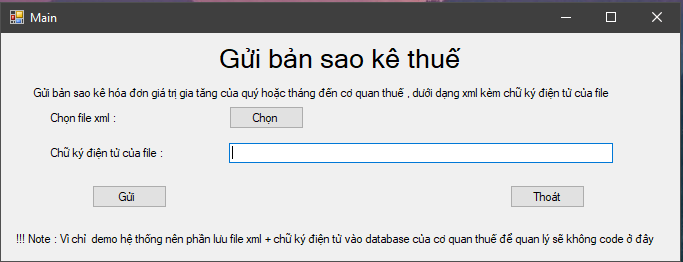 Main
Gửi bản sao kê thuế
Gửi bản sao kê hóa đơn giá trị gia tăng của quý hoặc tháng đến cơ quan thuế , dưới dạng xml kèm chữ ký điện tử của file
Chọn file xml :
Chọn
Chữ ký điện tử của file :
Gửi
Thoát
!!! Note : Vì chỉ demo hệ thống nên phần lưu file xml + chữ ký điện tử vào database của cơ quan thuế để quan lý sẽ không code ở đây